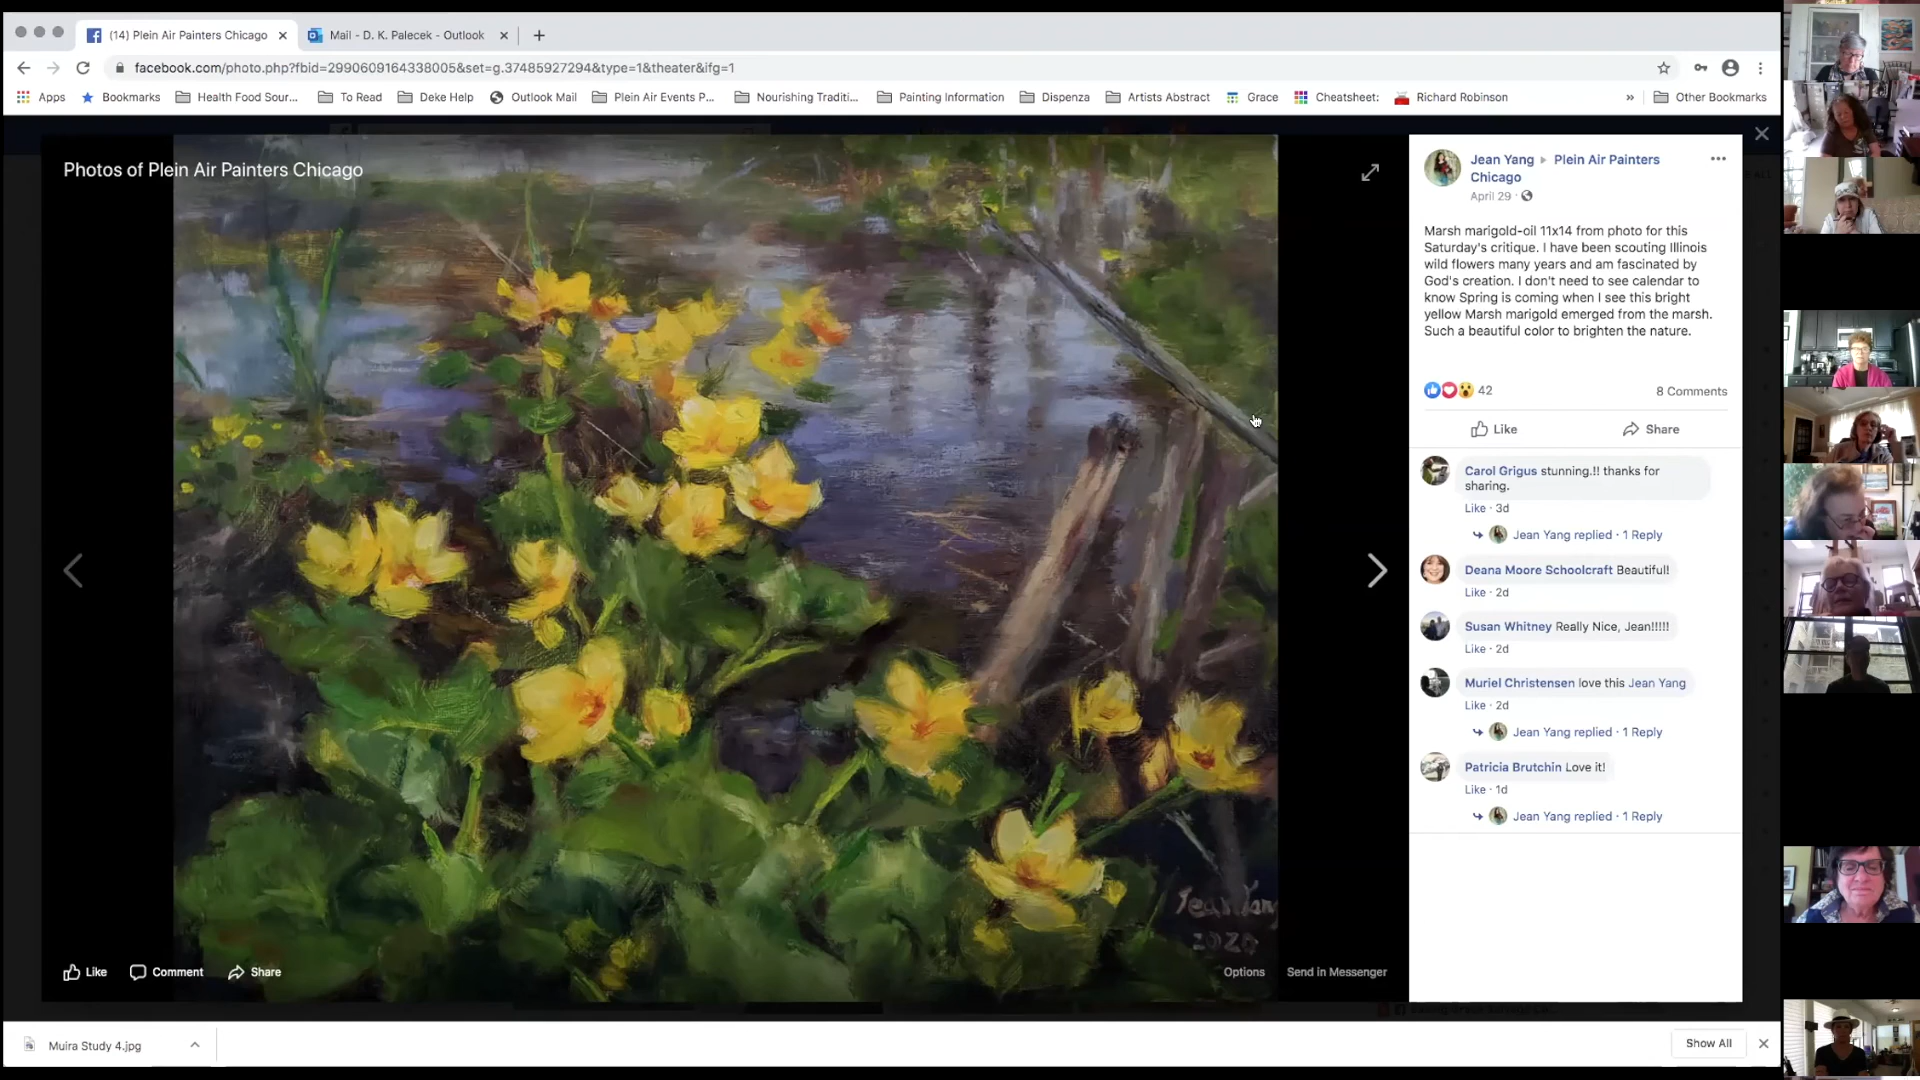 (14) Plein Air Painters Chicago
Mail - D. K. Palecek - Outlook
facebook.com/photo.php?fbid=2990609164338005&set=g.37485927294&type=1&theater&ifg=1
Apps
Bookmarks
Health Food Sour...
To Read
Deke Help
Outlook Mail
Plein Air Events P...
Nourishing Traditi...
Painting Information
Dispenza
Artists Abstract
Grace
Cheatsheet:
Richard Robinson
»
Other Bookmarks
Photos of Plein Air Painters Chicago
Jean Yang
Plein Air Painters
Chicago
April 29 ·
Marsh marigold-oil 11x14 from photo for this
Saturday's critique. I have been scouting Illinois
wild flowers many years and am fascinated by
God's creation. I don't need to see calendar to
know Spring is coming when I see this bright
yellow Marsh marigold emerged from the marsh.
Such a beautiful color to brighten the nature.
42
8 Comments
Like
Share
Carol Grigus stunning.!! thanks for
sharing.
Like · 3d
Jean Yang replied · 1 Reply
Deana Moore Schoolcraft Beautiful!
Like · 2d
Susan Whitney Really Nice, Jean!!!!!
Like · 2d
Muriel Christensen love this Jean Yang
Like · 2d
Jean Yang replied · 1 Reply
Patricia Brutchin Love it!
Like · 1d
Jean Yang replied · 1 Reply
Jean Yan
2020
Like
Comment
Share
Options
Send in Messenger
Muira Study 4.jpg
Show All